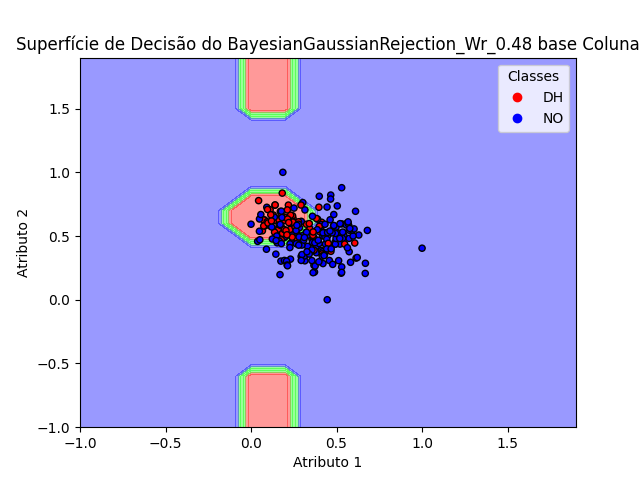 Superfície de Decisão do BayesianGaussianRejection_Wr_0.48 base Coluna
Classes
DH
NO
Atributo 2
1.5
1.0
0.5
0.0
−0.5
−1.0
−1.0 −0.5 0.0 0.5 1.0 1.5
Atributo 1